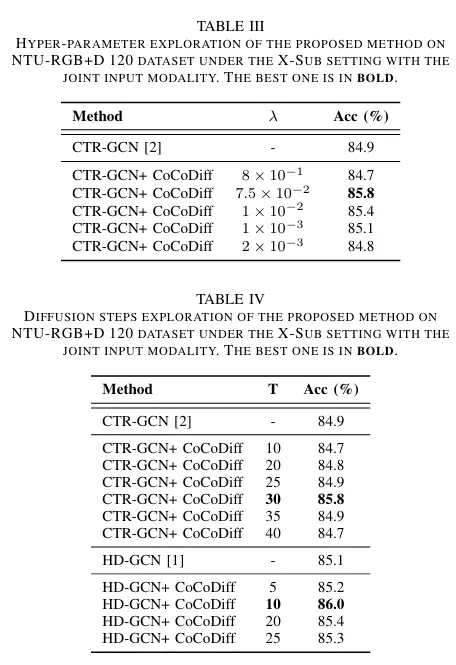 TABLE III
HYPER-PARAMETER EXPLORATION OF THE PROPOSED METHOD ON
NTU-RGB+D 120 DATASET UNDER THE X-SUB SETTING WITH THE
JOINT INPUT MODALITY. THE BEST ONE IS IN BOLD.
Method λ Acc (%)
CTR-GCN [2] - 84.9
CTR-GCN+ CoCoDiff 8 × 10⁻¹ 84.7
CTR-GCN+ CoCoDiff 7.5 × 10⁻² 85.8
CTR-GCN+ CoCoDiff 1 × 10⁻² 85.4
CTR-GCN+ CoCoDiff 1 × 10⁻³ 85.1
CTR-GCN+ CoCoDiff 2 × 10⁻³ 84.8
TABLE IV
DIFFUSION STEPS EXPLORATION OF THE PROPOSED METHOD ON
NTU-RGB+D 120 DATASET UNDER THE X-SUB SETTING WITH THE
JOINT INPUT MODALITY. THE BEST ONE IS IN BOLD.
Method T Acc (%)
CTR-GCN [2] - 84.9
CTR-GCN+ CoCoDiff 10 84.7
CTR-GCN+ CoCoDiff 20 84.8
CTR-GCN+ CoCoDiff 25 84.9
CTR-GCN+ CoCoDiff 30 85.8
CTR-GCN+ CoCoDiff 35 84.9
CTR-GCN+ CoCoDiff 40 84.7
HD-GCN [1] - 85.1
HD-GCN+ CoCoDiff 5 85.2
HD-GCN+ CoCoDiff 10 86.0
HD-GCN+ CoCoDiff 20 85.4
HD-GCN+ CoCoDiff 25 85.3